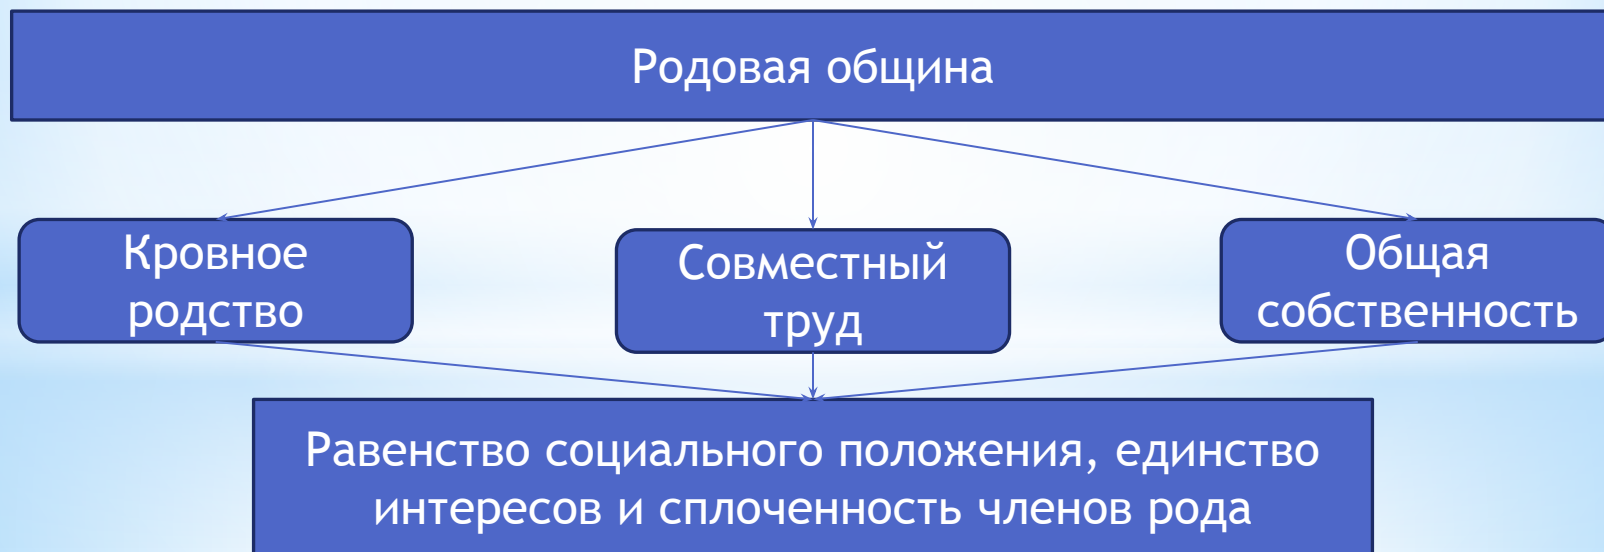 Родовая община
Кровное
родство
Совместный
труд
Общая
собственность
Равенство социального положения, единство
интересов и сплоченность членов рода